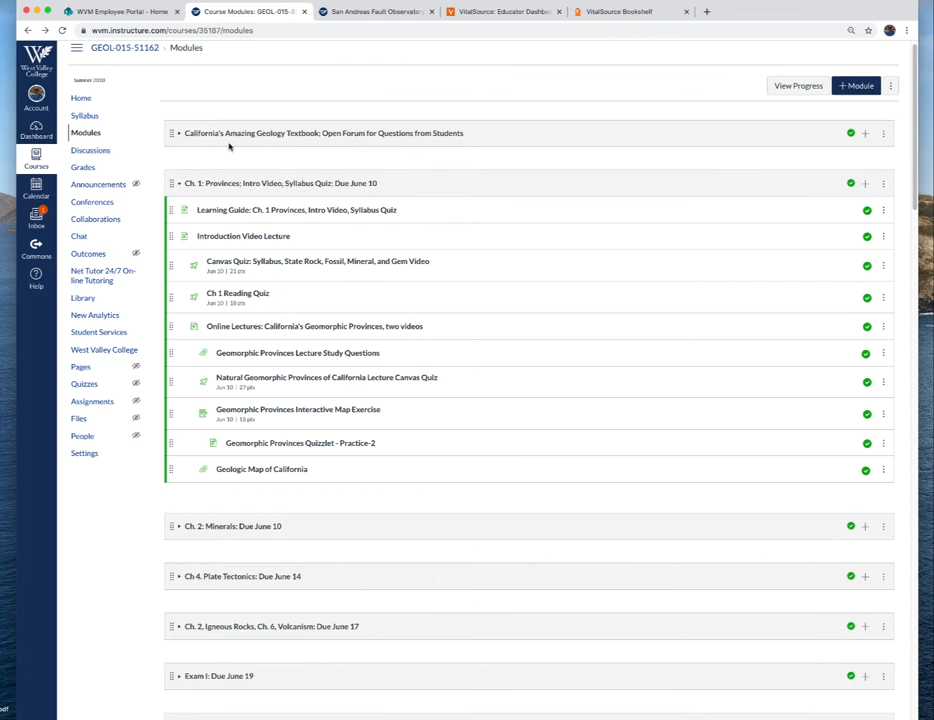 WVM Employee Portal - Home
Course Modules: GEOL-015-5
San Andreas Fault Observatory
VitalSource: Educator Dashbo
VitalSource Bookshelf
wvm.instructure.com/courses/35187/modules
GEOL-015-51162 › Modules
West Valley College
Account
Dashboard
Courses
Calendar
1
Inbox
Commons
Help
Summer 2020
Home
Syllabus
Modules
Discussions
Grades
Announcements
Conferences
Collaborations
Chat
Outcomes
Net Tutor 24/7 On-
line Tutoring
Library
New Analytics
Student Services
West Valley College
Pages
Quizzes
Assignments
Files
People
Settings
View Progress
+ Module
California's Amazing Geology Textbook; Open Forum for Questions from Students
Ch. 1: Provinces; Intro Video, Syllabus Quiz: Due June 10
Learning Guide: Ch. 1 Provinces, Intro Video, Syllabus Quiz
Introduction Video Lecture
Canvas Quiz: Syllabus, State Rock, Fossil, Mineral, and Gem Video
Jun 10 | 21 pts
Ch 1 Reading Quiz
Jun 10 | 18 pts
Online Lectures: California's Geomorphic Provinces, two videos
Geomorphic Provinces Lecture Study Questions
Natural Geomorphic Provinces of California Lecture Canvas Quiz
Jun 10 | 27 pts
Geomorphic Provinces Interactive Map Exercise
Jun 10 | 15 pts
Geomorphic Provinces Quizzlet - Practice-2
Geologic Map of California
Ch. 2: Minerals: Due June 10
Ch 4. Plate Tectonics: Due June 14
Ch. 2, Igneous Rocks, Ch. 6, Volcanism: Due June 17
Exam I: Due June 19
pdf